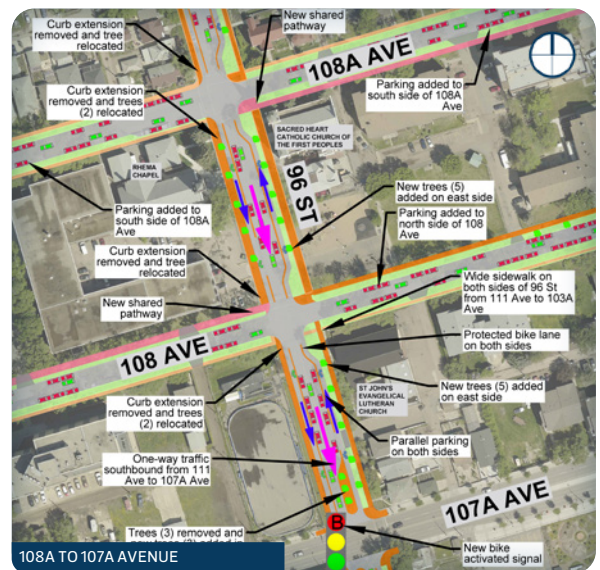 Curb extension
removed and tree
relocated
New shared
pathway
108A AVE
Parking added to
south side of 108A
Ave
Curb extension
removed and trees
(2) relocated
SACRED HEART
CATHOLIC CHURCH OF
THE FIRST PEOPLES
RHEMA
CHAPEL
96 ST
New trees (5)
added on east side
Parking added to
south side of 108A
Ave
Parking added to
north side of 108
Ave
Curb extension
removed and tree
relocated
New shared
pathway
Wide sidewalk on
both sides of 96 St
from 111 Ave to 103A
Ave
Protected bike lane
on both sides
108 AVE
New trees (5) added
on east side
ST JOHN'S
EVANGELICAL
LUTHERAN
CHURCH
Curb extension
removed and trees
(2) relocated
Parallel parking
on both sides
One-way traffic
southbound from 111
Ave to 107A Ave
107A AVE
Trees (3) removed and
B
New bike
activated signal
108A TO 107A AVENUE